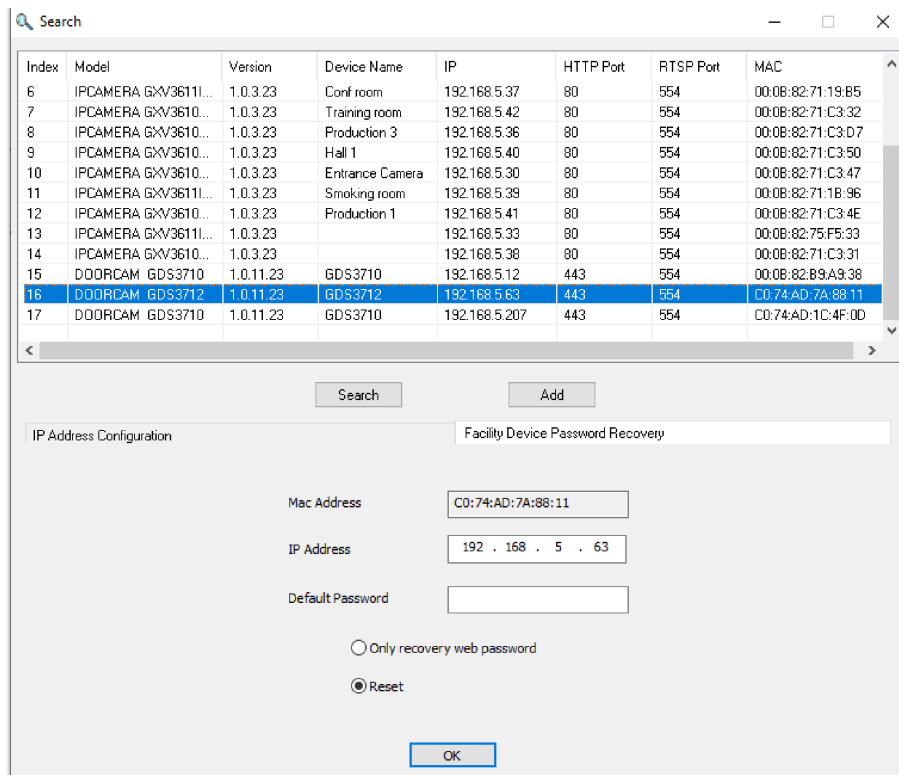 Search
Index Model Version Device Name IP HTTP Port RTSP Port MAC
6 IPCAMERA GXV3611I... 1.0.3.23 Conf room 192.168.5.37 80 554 00:0B:82:71:19:B5
7 IPCAMERA GXV3610... 1.0.3.23 Training room 192.168.5.42 80 554 00:0B:82:71:C3:32
8 IPCAMERA GXV3610... 1.0.3.23 Production 3 192.168.5.36 80 554 00:0B:82:71:C3:D7
9 IPCAMERA GXV3610... 1.0.3.23 Hall 1 192.168.5.40 80 554 00:0B:82:71:C3:50
10 IPCAMERA GXV3610... 1.0.3.23 Entrance Camera 192.168.5.30 80 554 00:0B:82:71:C3:47
11 IPCAMERA GXV3611I... 1.0.3.23 Smoking room 192.168.5.39 80 554 00:0B:82:71:1B:96
12 IPCAMERA GXV3610... 1.0.3.23 Production 1 192.168.5.41 80 554 00:0B:82:71:C3:4E
13 IPCAMERA GXV3611I... 1.0.3.23 192.168.5.33 80 554 00:0B:82:75:F5:33
14 IPCAMERA GXV3610... 1.0.3.23 192.168.5.38 80 554 00:0B:82:71:C3:31
15 DOORCAM GDS3710 1.0.11.23 GDS3710 192.168.5.12 443 554 00:0B:82:B9:A9:38
16 DOORCAM GDS3712 1.0.11.23 GDS3712 192.168.5.63 443 554 C0:74:AD:7A:88:11
17 DOORCAM GDS3710 1.0.11.23 GDS3710 192.168.5.207 443 554 C0:74:AD:1C:4F:0D
Search Add
IP Address Configuration Facility Device Password Recovery
Mac Address C0:74:AD:7A:88:11
IP Address 192 . 168 . 5 . 63
Default Password
Only recovery web password
Reset
OK